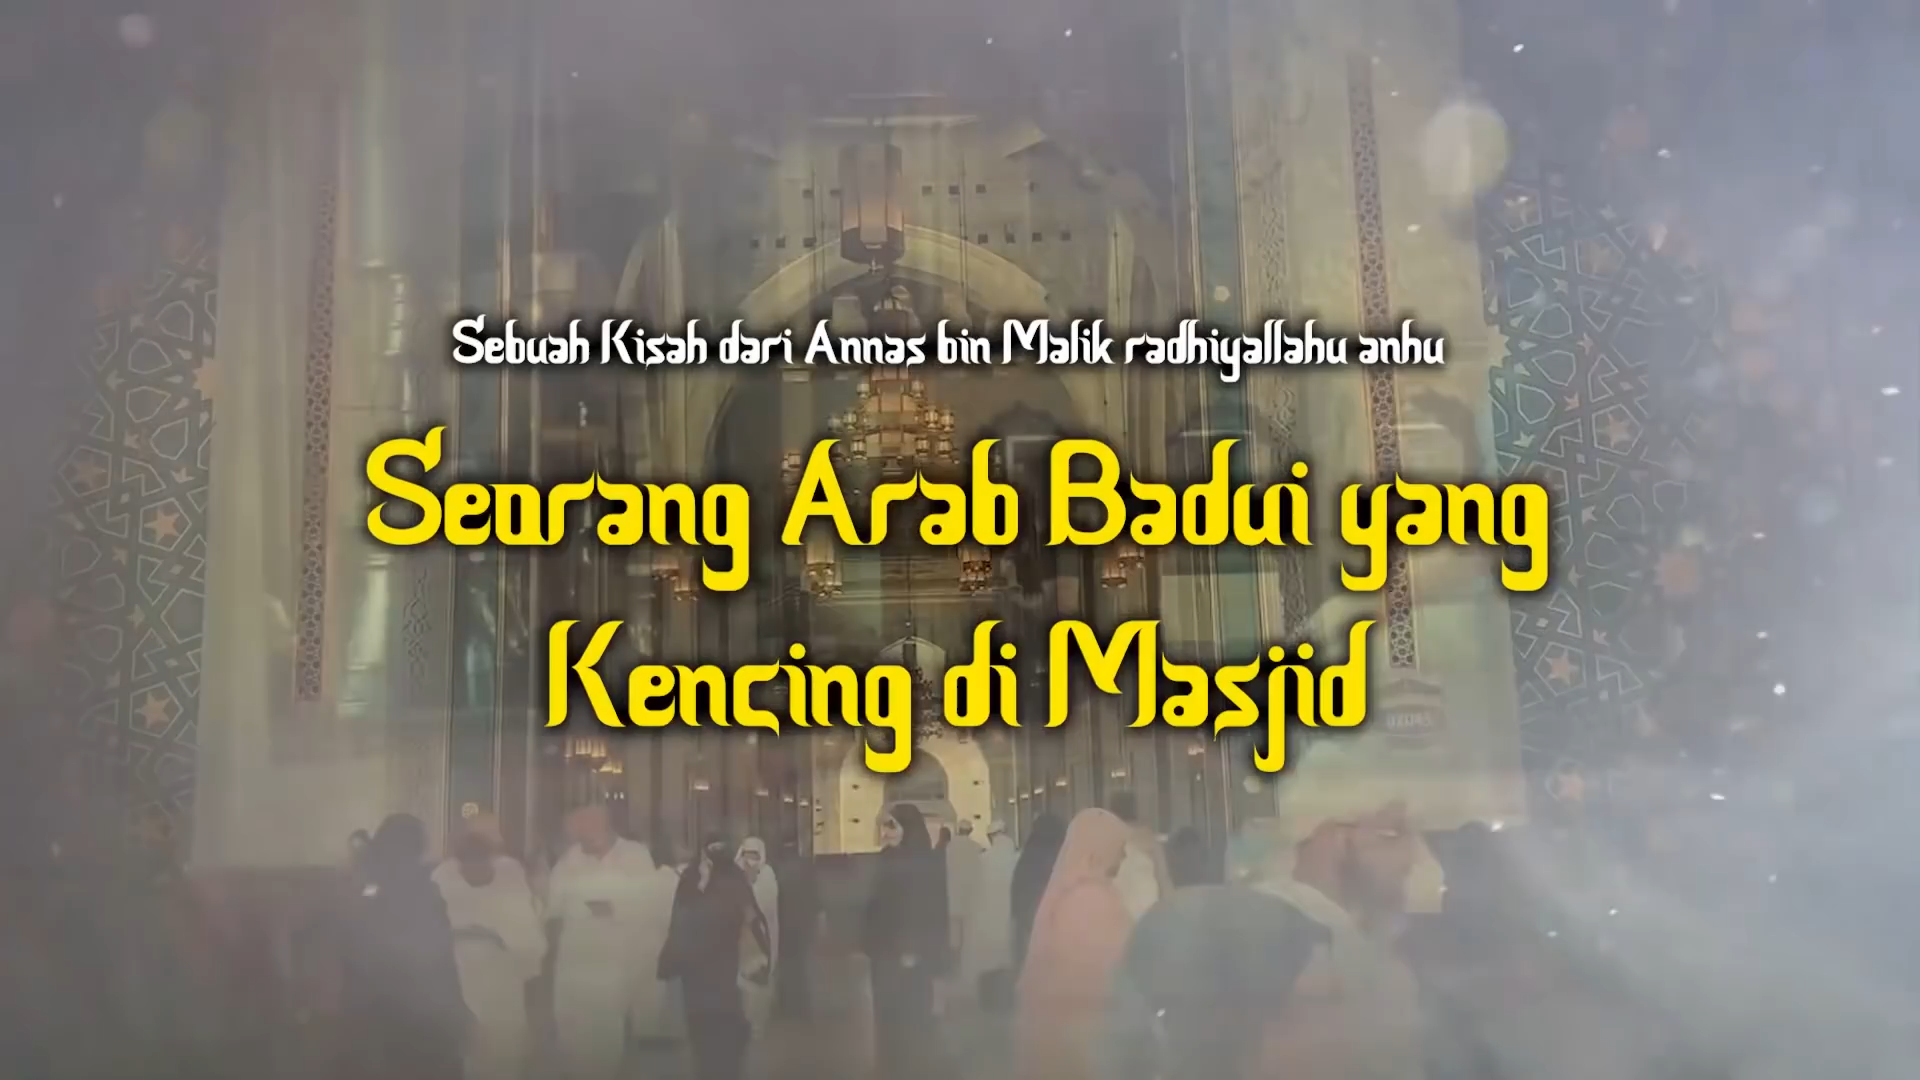 Sebuah Kisah dari Annas bin Malik radhiyallahu anhu
Seorang Arab Badui yang
Kencing di Masjid